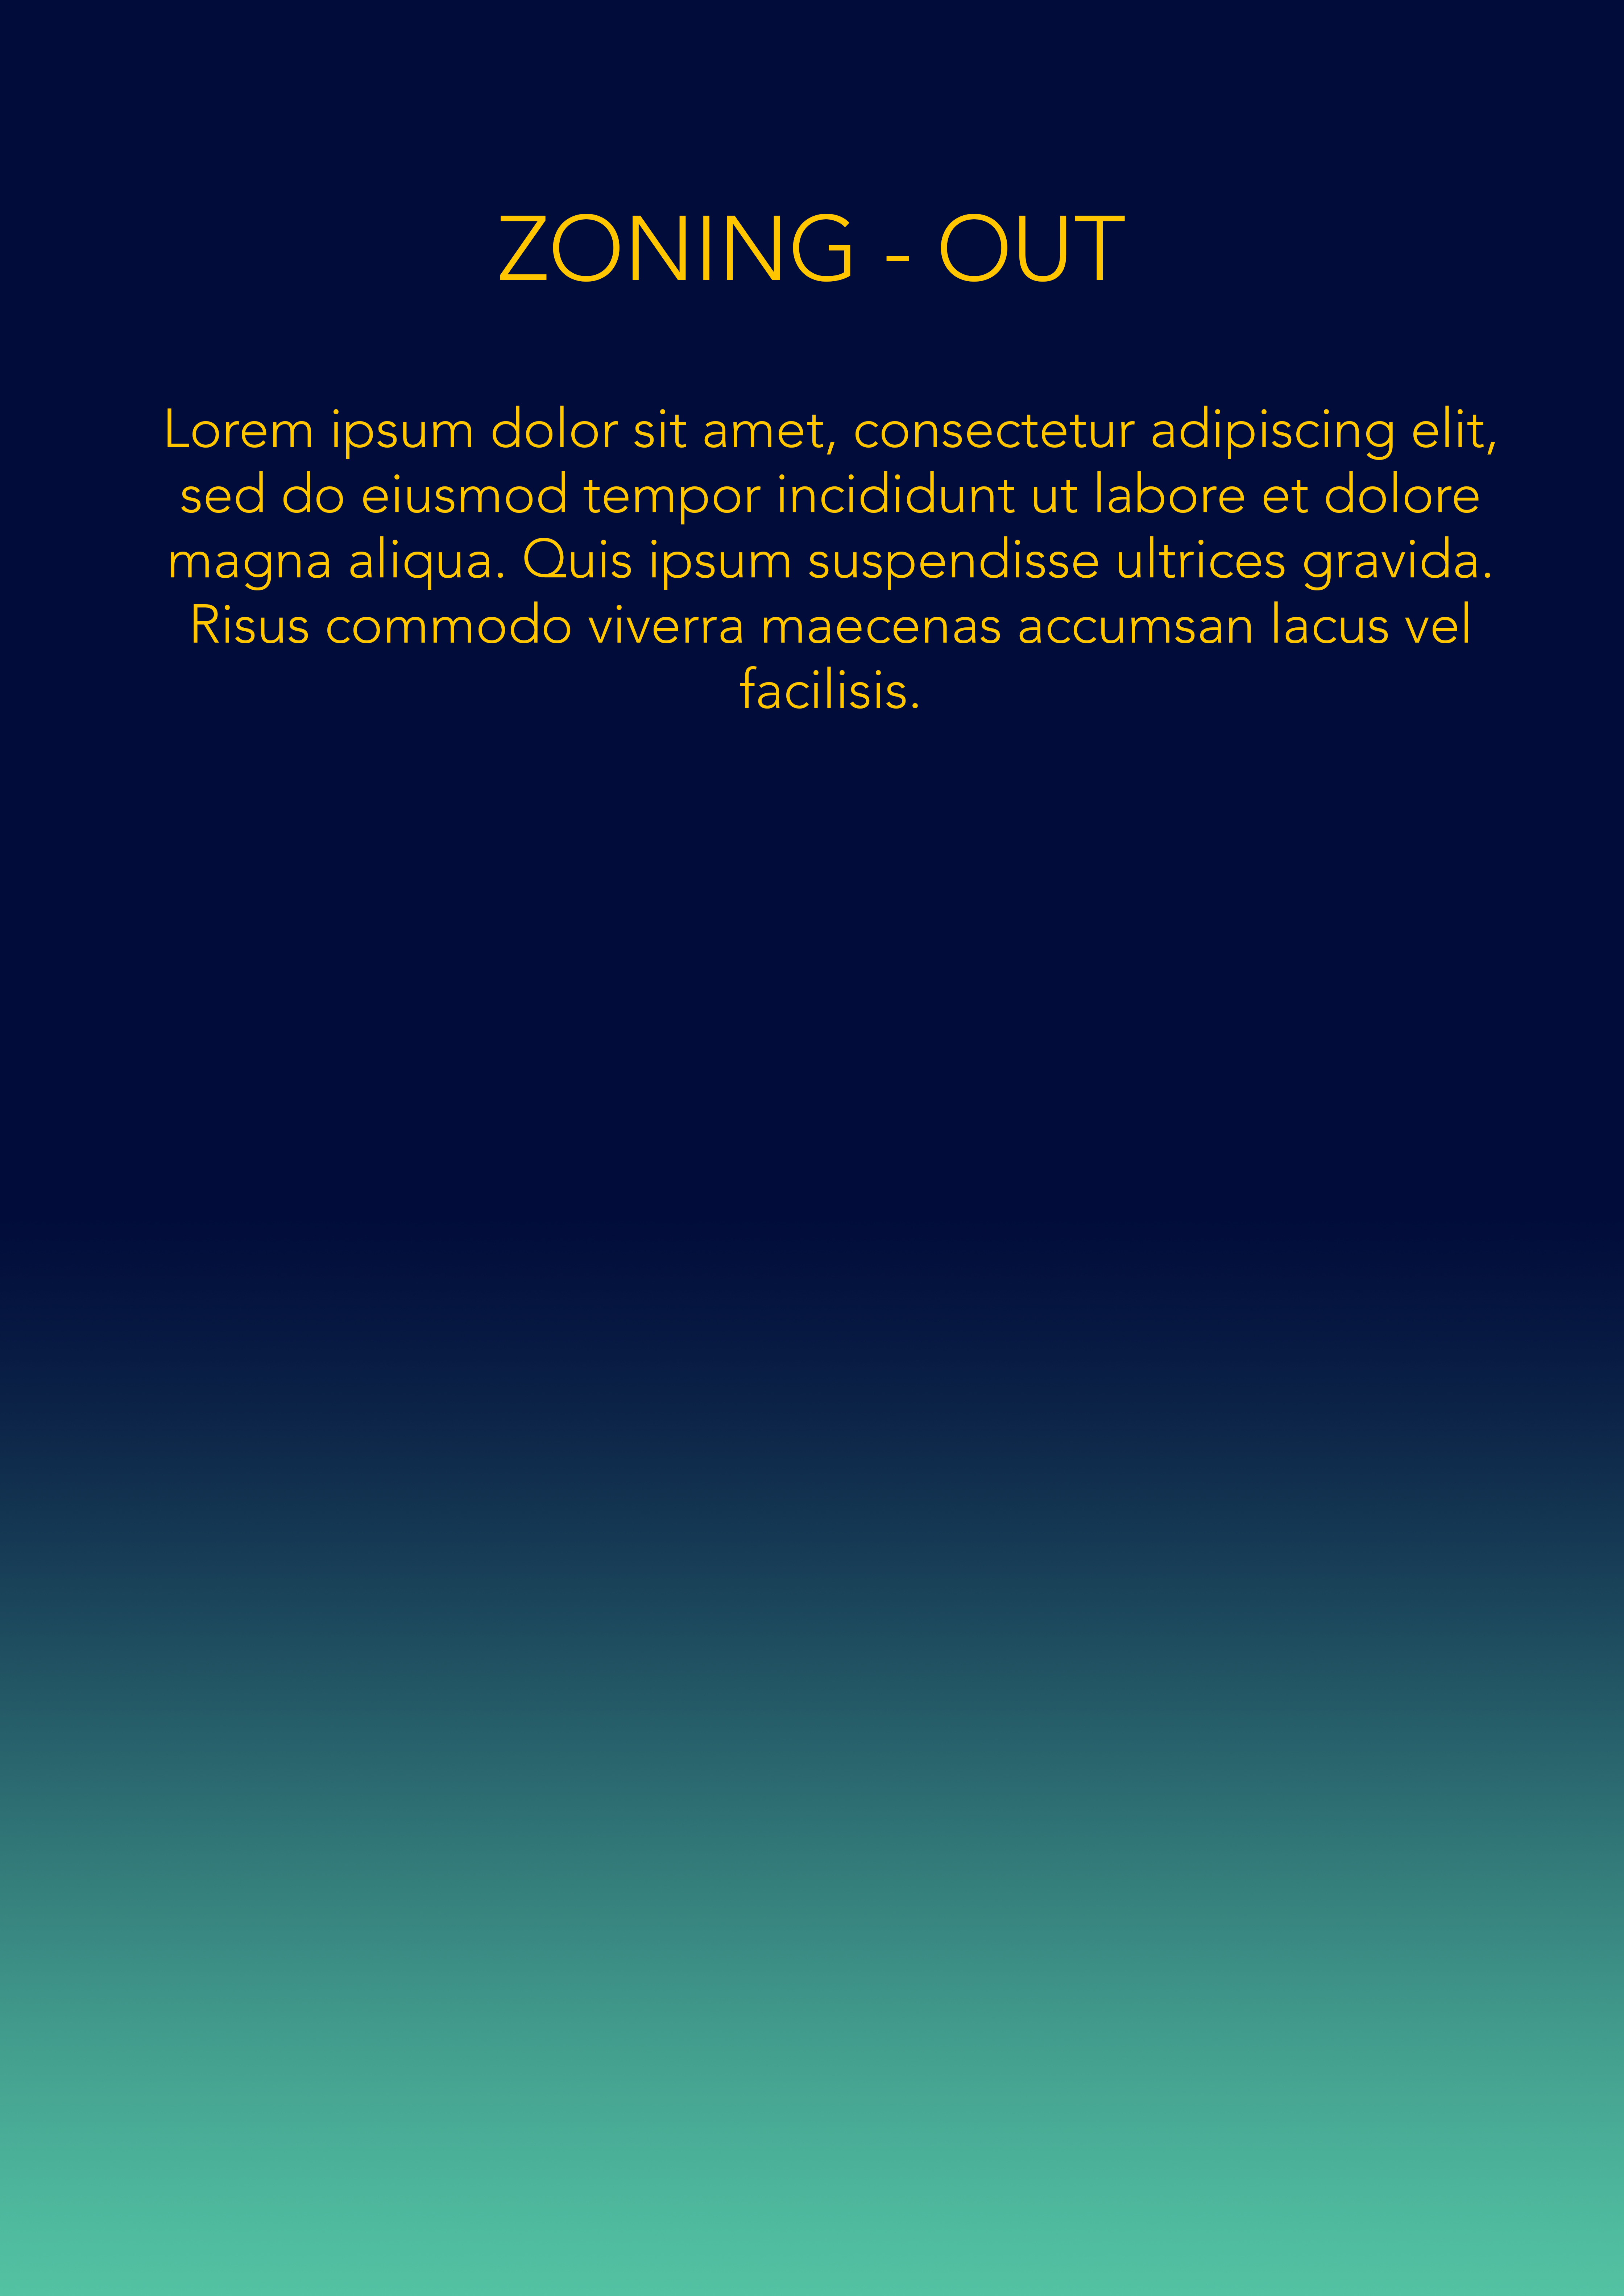 ZONING - OUT
Lorem ipsum dolor sit amet, consectetur adipiscing elit,
sed do eiusmod tempor incididunt ut labore et dolore
magna aliqua. Quis ipsum suspendisse ultrices gravida.
Risus commodo viverra maecenas accumsan lacus vel
facilisis.